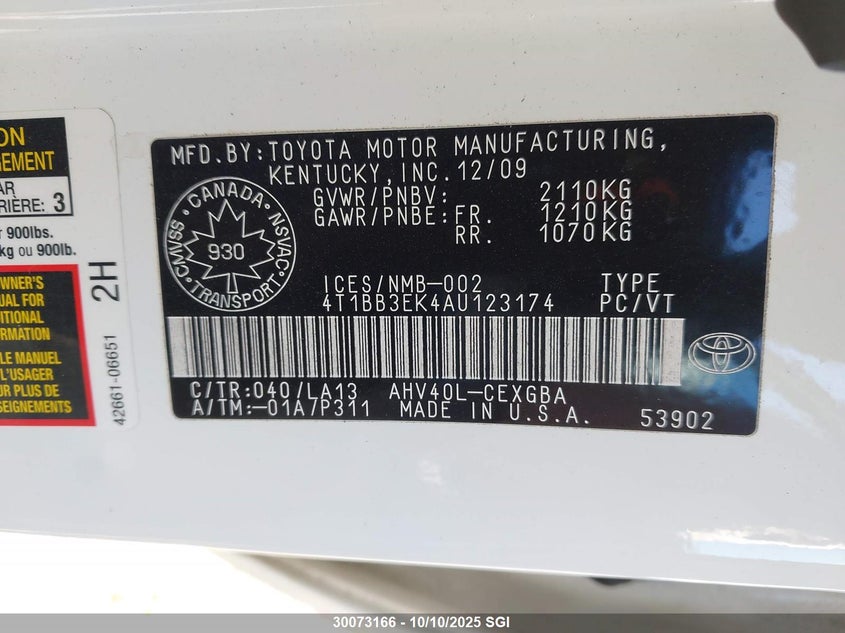 ON
GEMENT
AR
RIÈRE: 3
r 900lbs.
kg ou 900lb.
WNER'S
UAL FOR
ITIONAL
RMATION
LE MANUEL
L'USAGER
UR PLUS DE
SEIGNEMENTS
2H
42661-06651
MFD.BY:TOYOTA MOTOR MANUFACTURING,
KENTUCKY,INC.12/09
GVWR/PNBV: 2110KG
GAWR/PNBE:FR. 1210KG
RR. 1070KG
CANADA
CMVSS NSVAC
930
TRANSPORT
ICES/NMB-002 TYPE
4T1BB3EK4AU123174 PC/VT
C/TR:040/LA13 AHV40L-CEXGBA
A/TM:-01A7P311 MADE IN U.S.A.
53902
30073166 - 10/10/2025 SGI